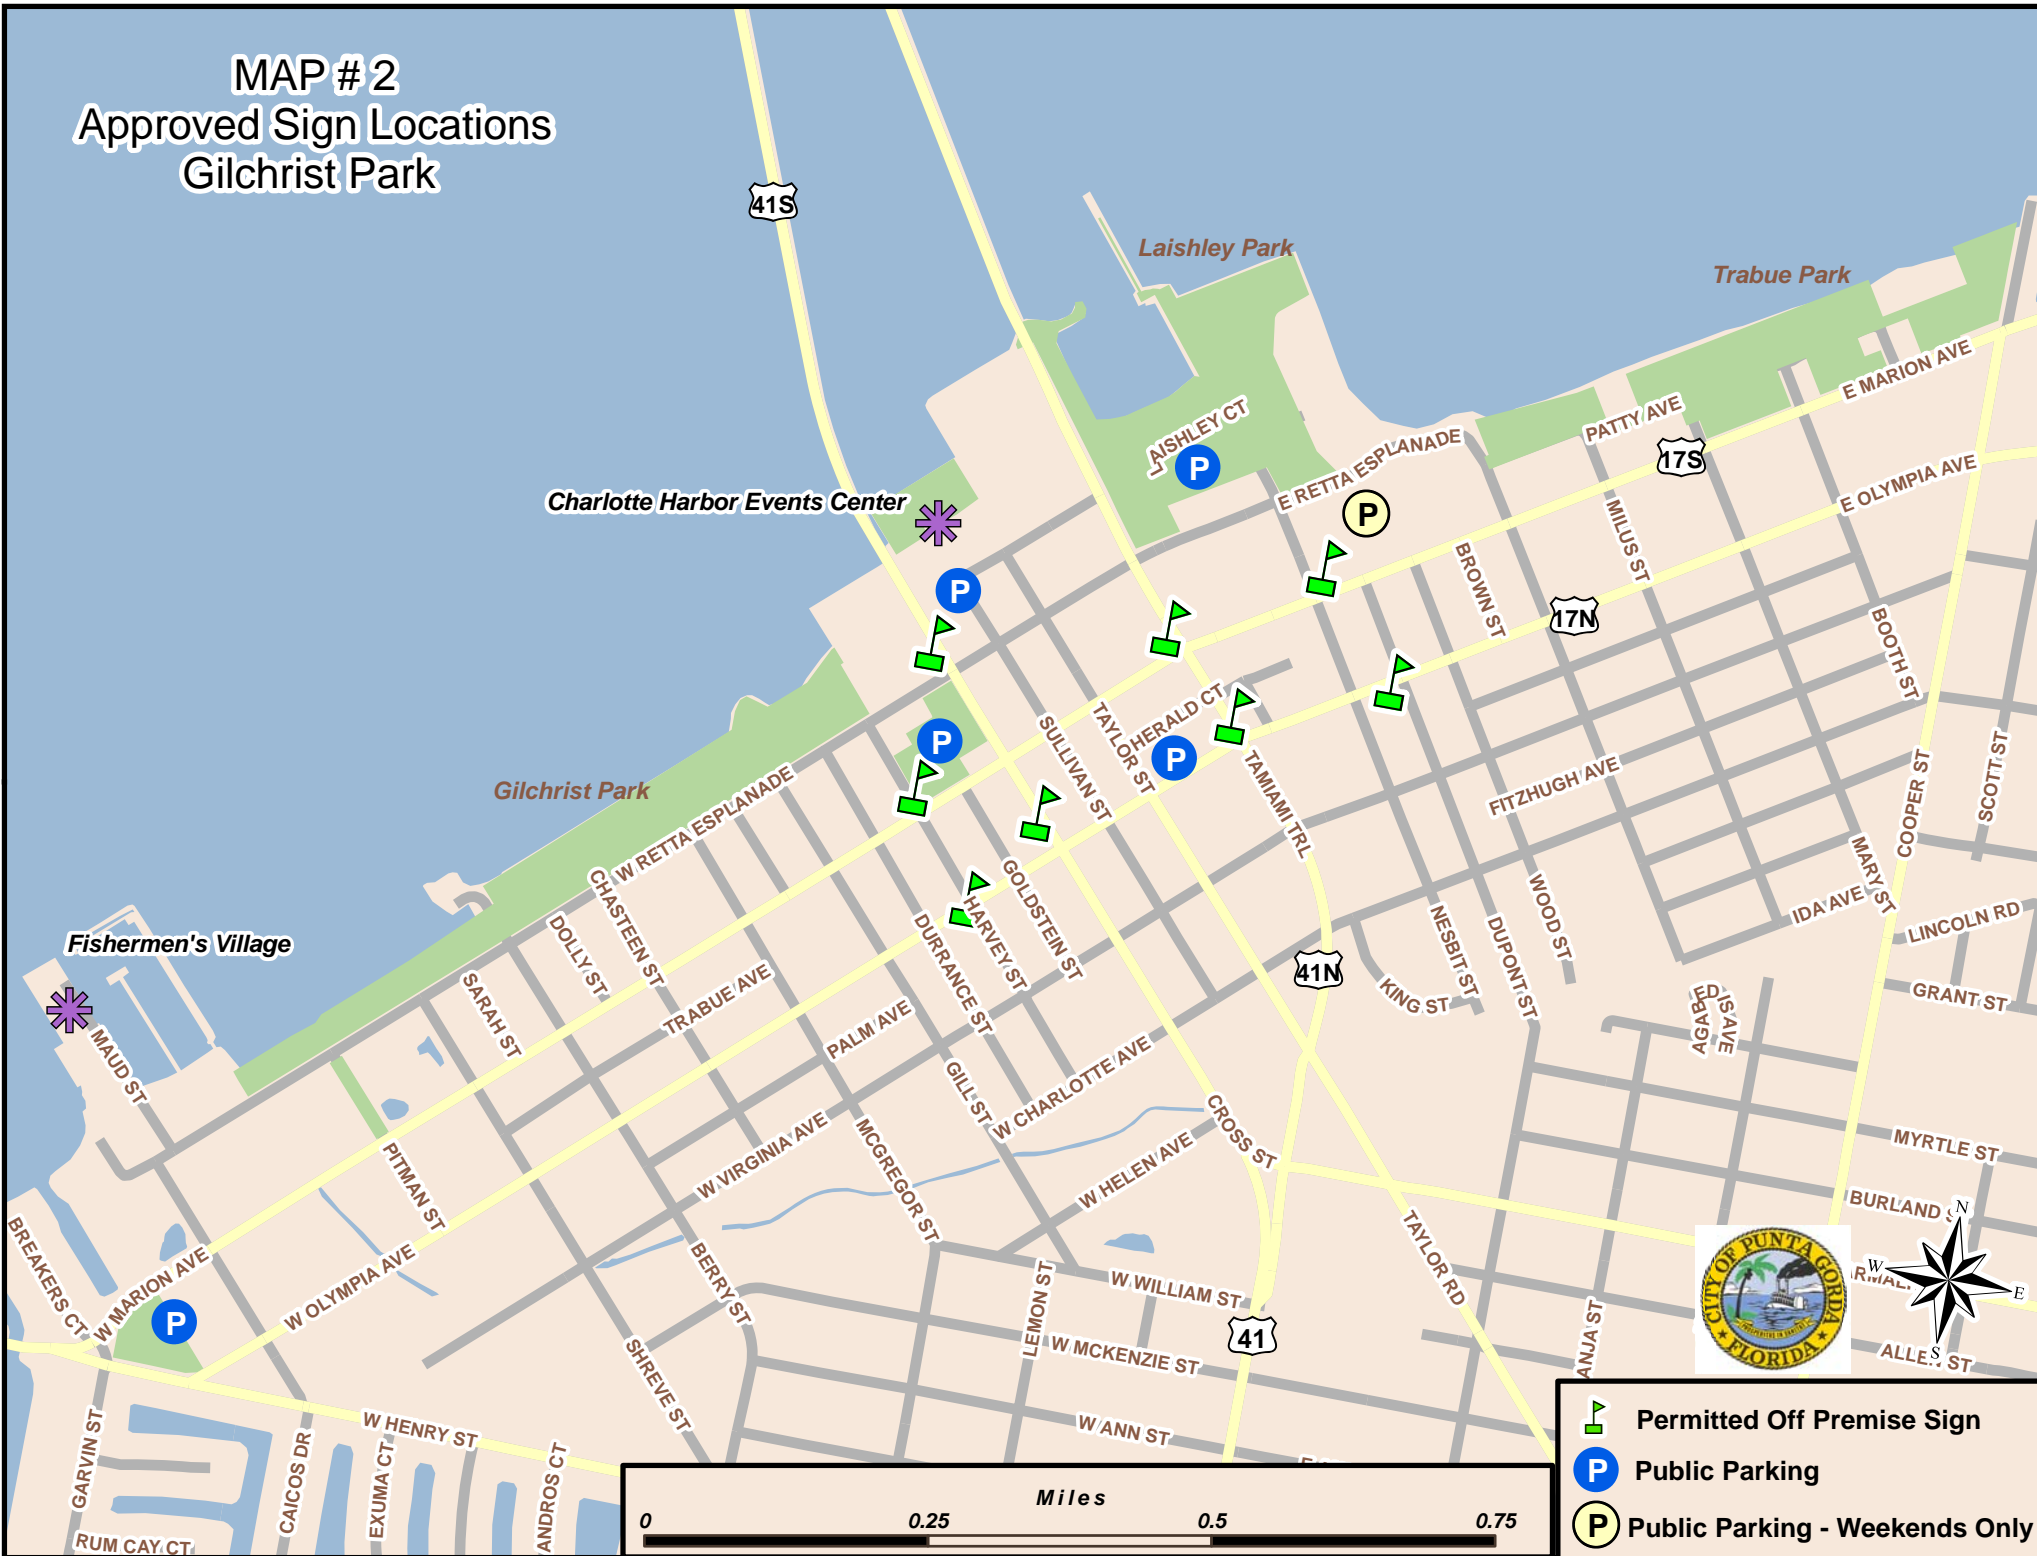 MAP # 2
Approved Sign Locations
Gilchrist Park
41S
Laishley Park
Trabue Park
E MARION AVE
PATTY AVE
LAISHLEY CT
E RETTA ESPLANADE
17S
E OLYMPIA AVE
P
Charlotte Harbor Events Center
P
MILUS ST
BROWN ST
P
17N
BOOTH ST
HERALD CT
TAYLOR ST
SULLIVAN ST
P
P
TAMIAMI TRL
FITZHUGH AVE
COOPER ST
SCOTT ST
Gilchrist Park
W RETTA ESPLANADE
MARY ST
IDA AVE
LINCOLN RD
GOLDSTEIN ST
HARVEY ST
DURRANCE ST
CHASTEEN ST
DOLLY ST
NESBIT ST
DUPONT ST
WOOD ST
Fishermen's Village
41N
KING ST
SARAH ST
TRABUE AVE
PALM AVE
GRANT ST
MAUD ST
GILL ST
W CHARLOTTE AVE
CROSS ST
MYRTLE ST
PITMAN ST
W VIRGINIA AVE
MCGREGOR ST
W HELEN AVE
BURLAND
N
W
E
S
TAYLOR RD
CITY OF PUNTA GORDA
FLORIDA
BREAKERS CT
W MARION AVE
W OLYMPIA AVE
P
BERRY ST
W WILLIAM ST
LEMON ST
41
W MCKENZIE ST
SHREVE ST
ALLEN ST
W HENRY ST
W ANN ST
GARVIN ST
CAICOS DR
EXUMA CT
ANDROS CT
RUM CAY CT
Miles
0 0.25 0.5 0.75
Permitted Off Premise Sign
P Public Parking
P Public Parking - Weekends Only